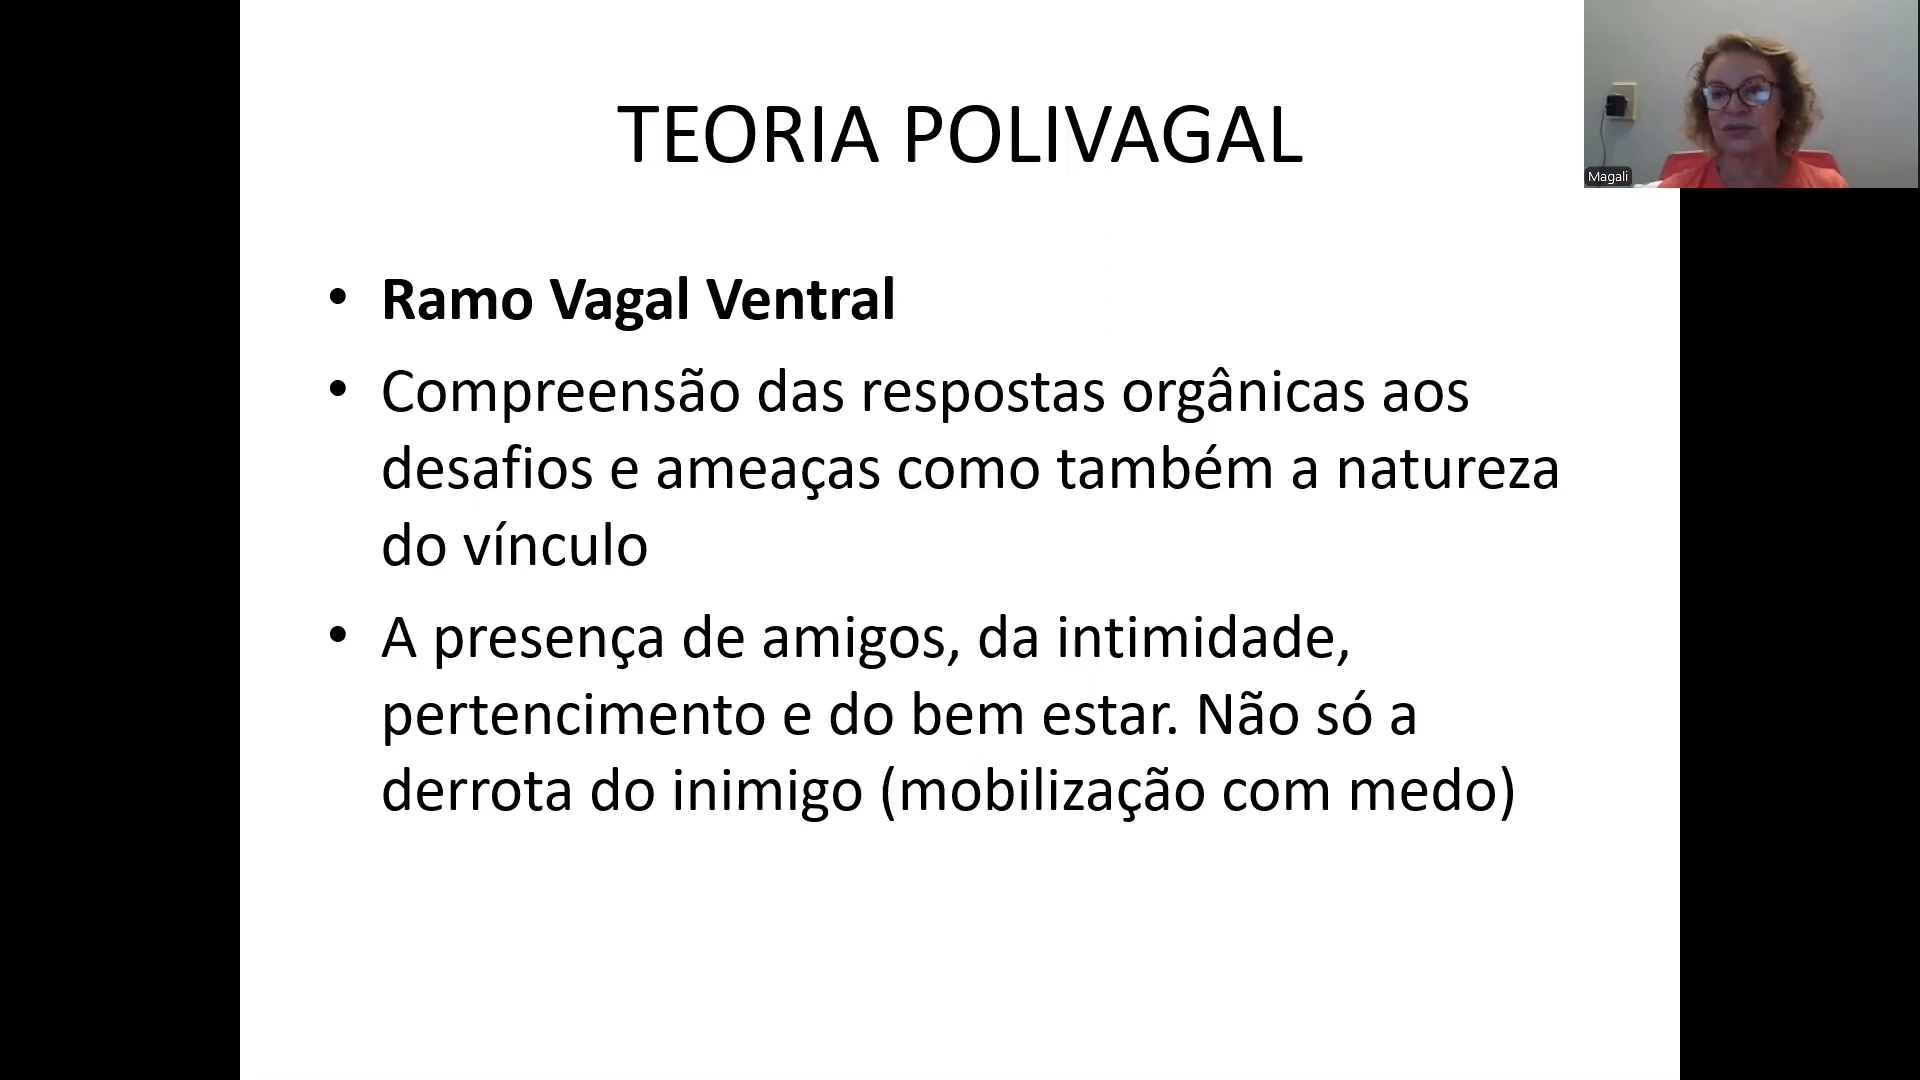 TEORIA POLIVAGAL
Magali
• Ramo Vagal Ventral
• Compreensão das respostas orgânicas aos
desafios e ameaças como também a natureza
do vínculo
• A presença de amigos, da intimidade,
pertencimento e do bem estar. Não só a
derrota do inimigo (mobilização com medo)